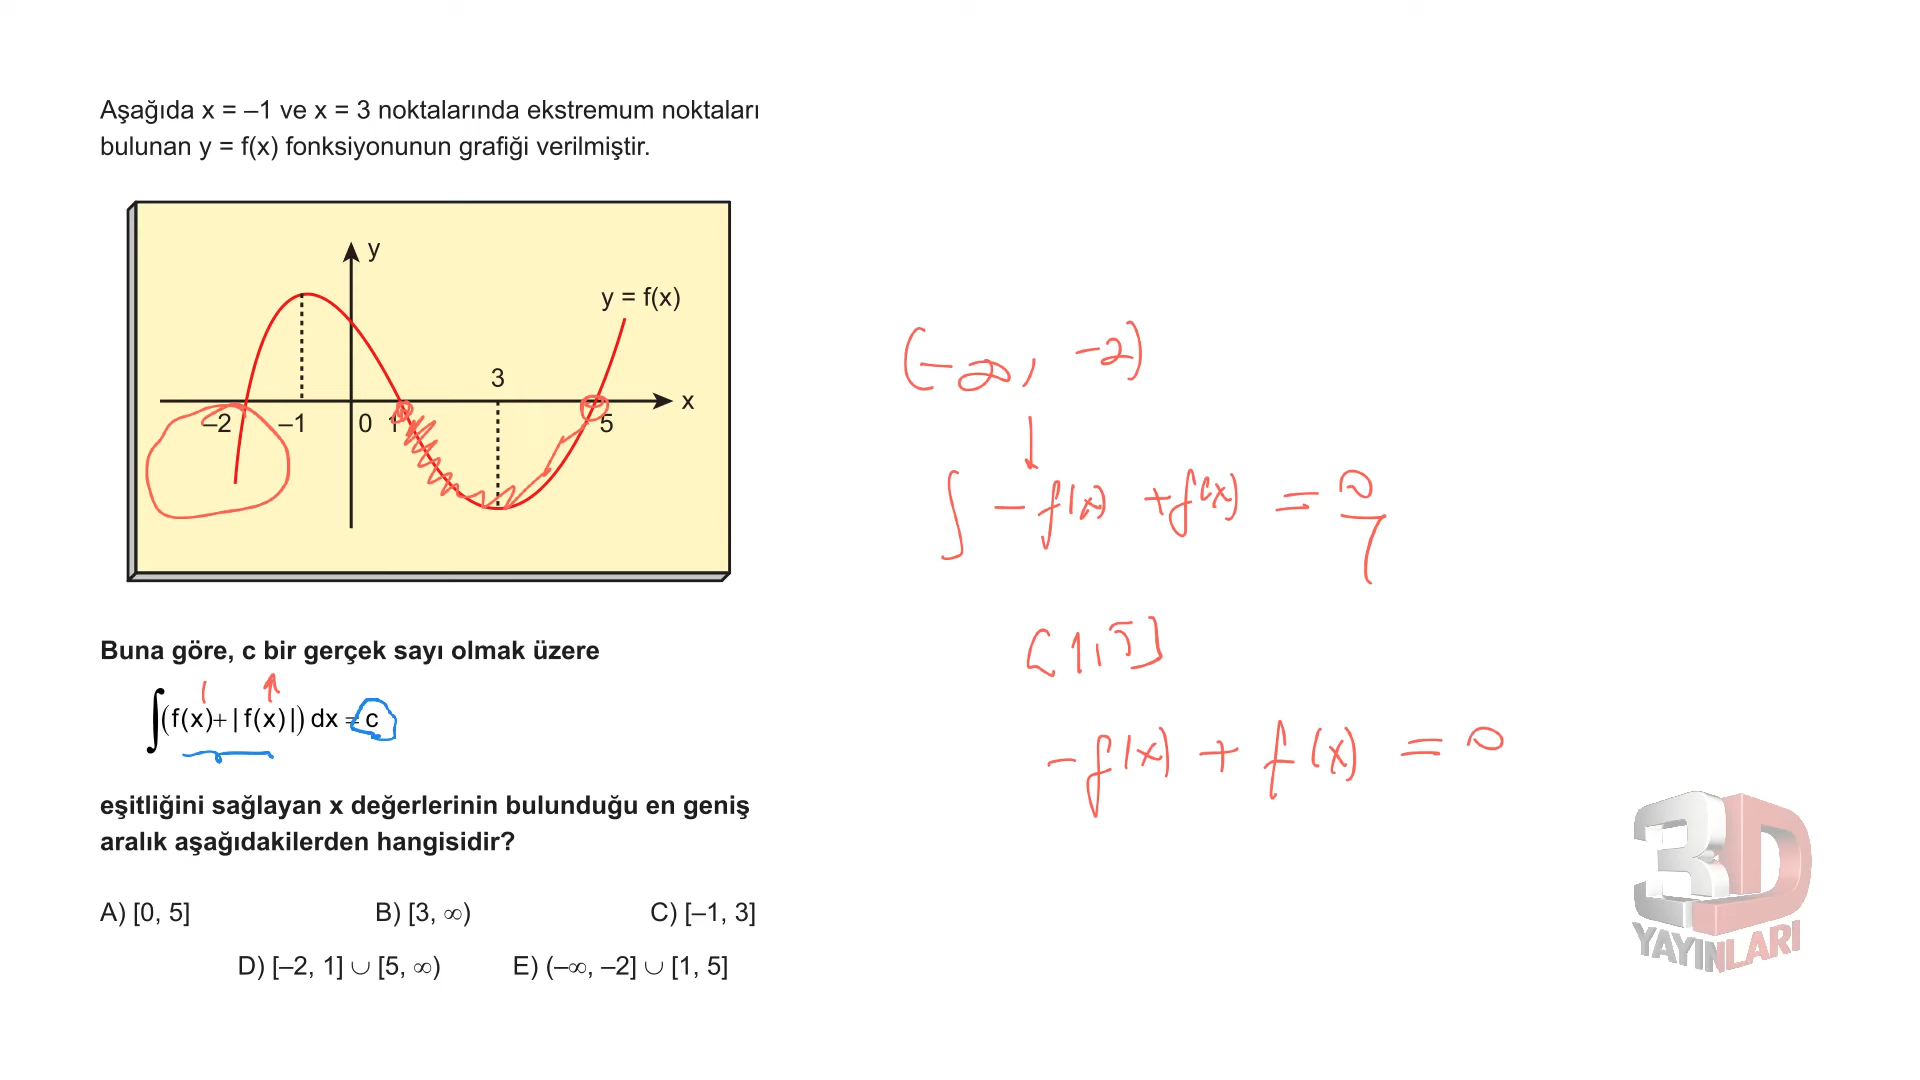 Aşağıda x = –1 ve x = 3 noktalarında ekstremum noktaları
bulunan y = f(x) fonksiyonunun grafiği verilmiştir.
y
y = f(x)
3
x
–2 –1 0 1 5
Buna göre, c bir gerçek sayı olmak üzere
∫(f(x)+|f(x)|) dx = c
eşitliğini sağlayan x değerlerinin bulunduğu en geniş
aralık aşağıdakilerden hangisidir?
A) [0, 5] B) [3, ∞) C) [–1, 3]
D) [–2, 1] ∪ [5, ∞) E) (–∞, –2] ∪ [1, 5]
(-∞, -2)
∫ -f(x) +f(x) = 0
[1,5]
-f(x) + f(x) = 0
3D
YAYINLARI